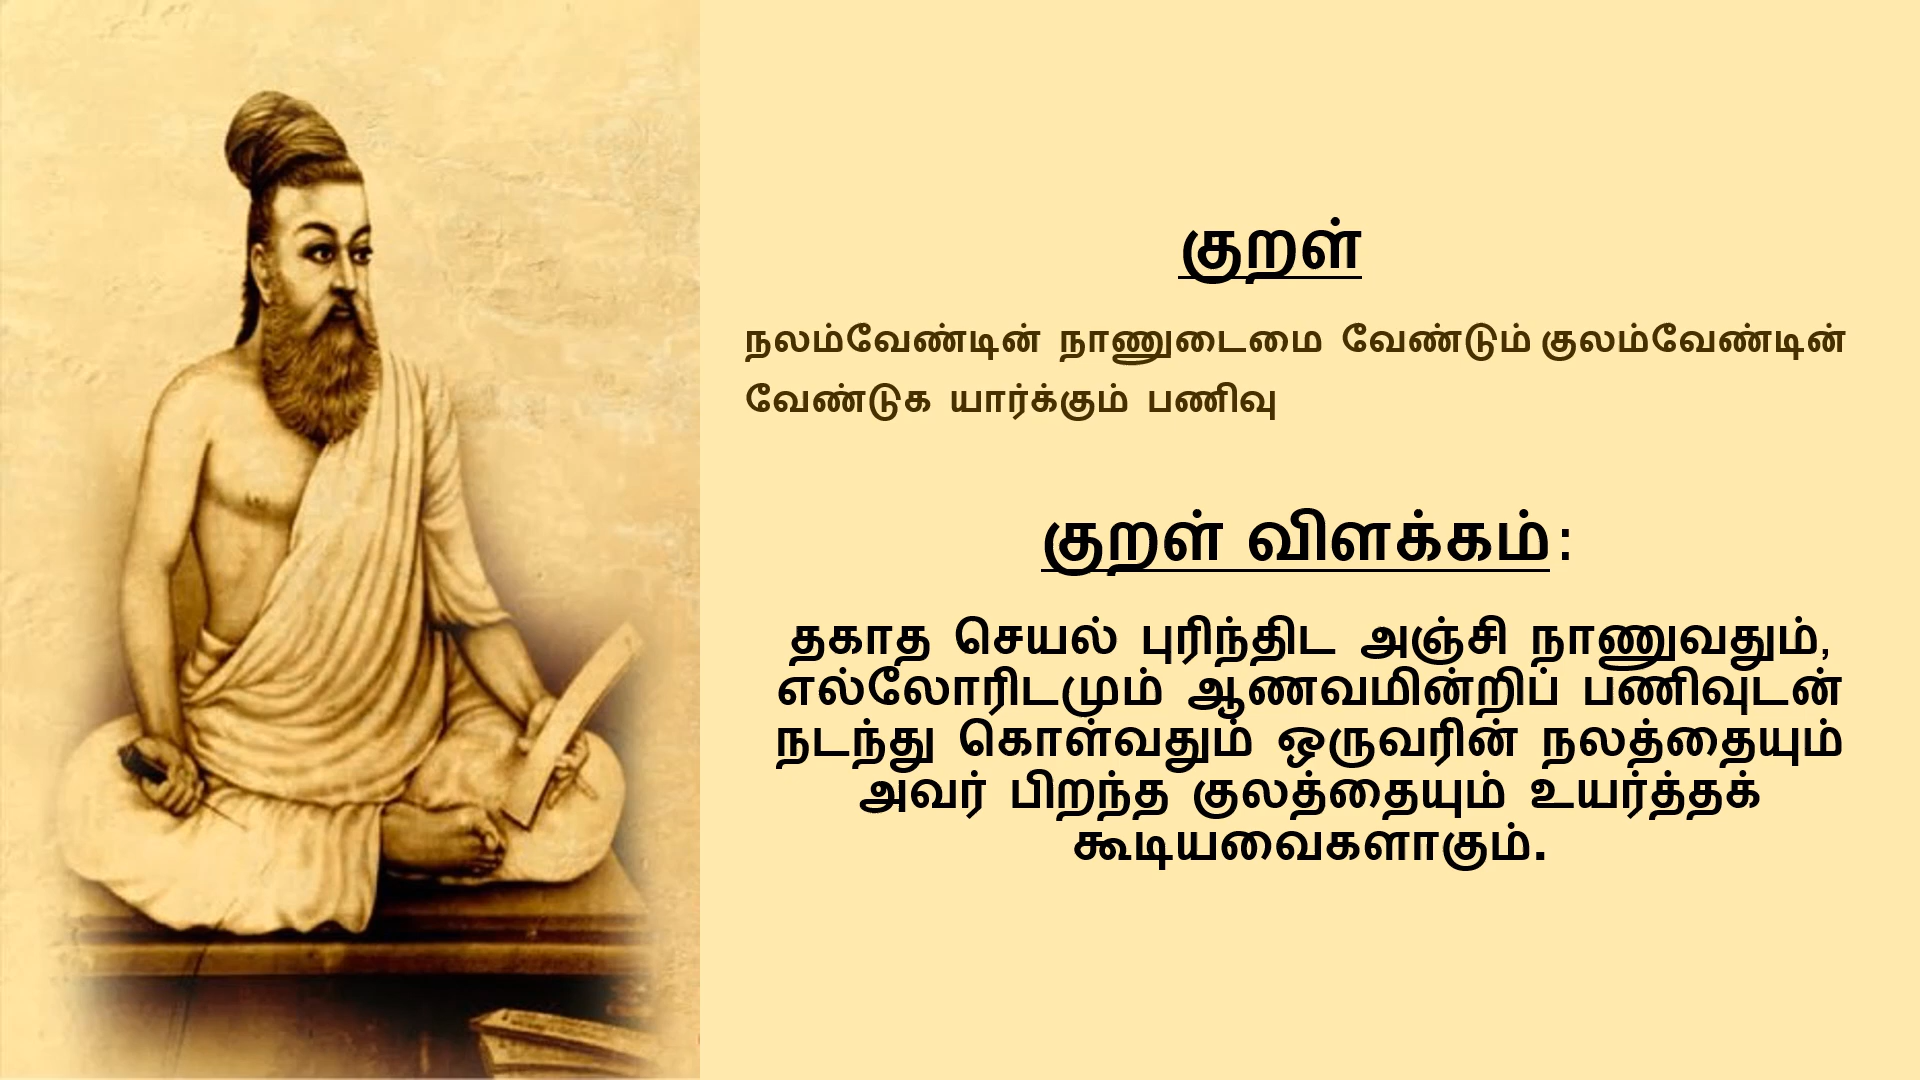 குறள்
நலம்வேண்டின் நாணுடைமை வேண்டும் குலம்வேண்டின்
வேண்டுக யார்க்கும் பணிவு
குறள் விளக்கம்:
தகாத செயல் புரிந்திட அஞ்சி நாணுவதும்,
எல்லோரிடமும் ஆணவமின்றிப் பணிவுடன்
நடந்து கொள்வதும் ஒருவரின் நலத்தையும்
அவர் பிறந்த குலத்தையும் உயர்த்தக்
கூடியவைகளாகும்.